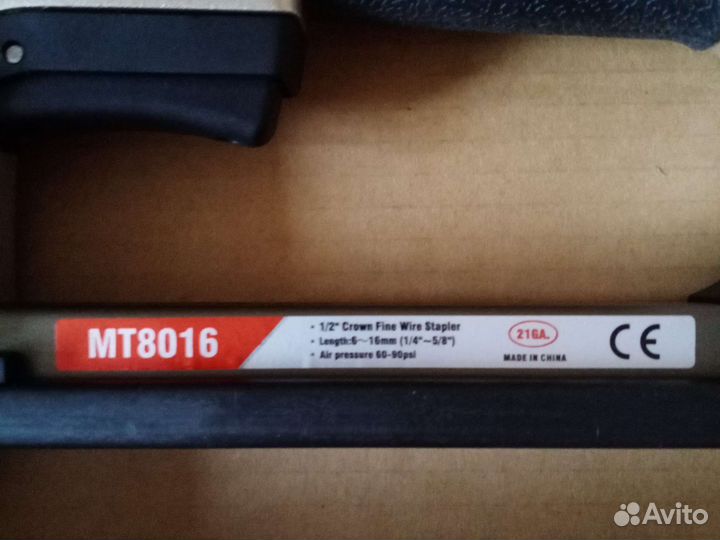 MT8016
- 1/2" Crown Fine Wire Stapler
- Length:6~16mm (1/4"~5/8")
- Air pressure 60-90psi
21GA.
MADE IN CHINA
CE
Avito